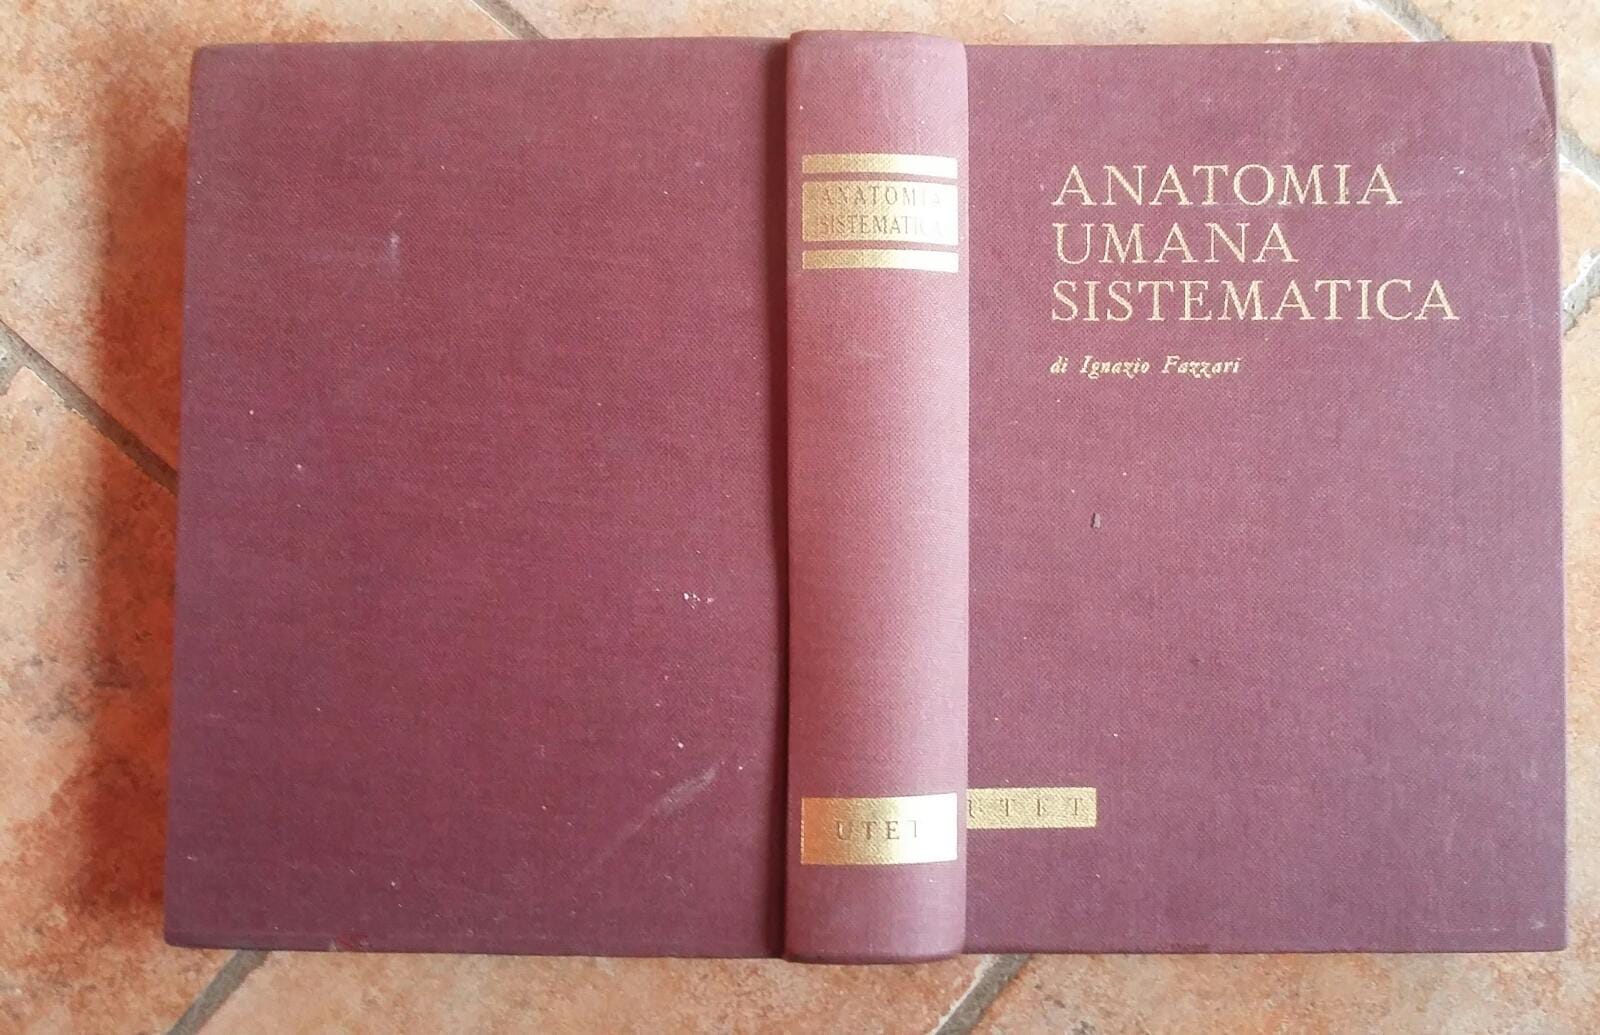 ANATOMIA
SISTEMATICA
UTET
ANATOMIA
UMANA
SISTEMATICA
di Ignazio Fazzari
UTET